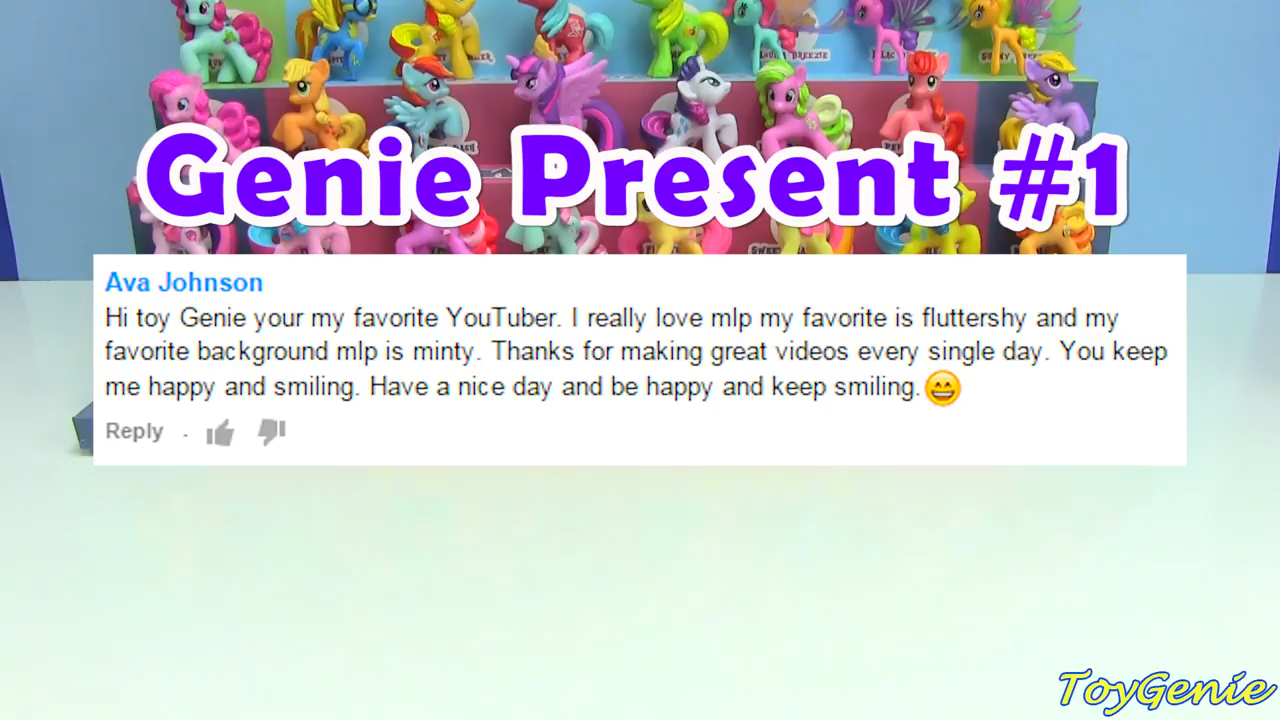 LOUR BREEZIE
Genie Present #1
Ava Johnson
Hi toy Genie your my favorite YouTuber. I really love mlp my favorite is fluttershy and my
favorite background mlp is minty. Thanks for making great videos every single day. You keep
me happy and smiling. Have a nice day and be happy and keep smiling.😄
Reply .
ToyGenie